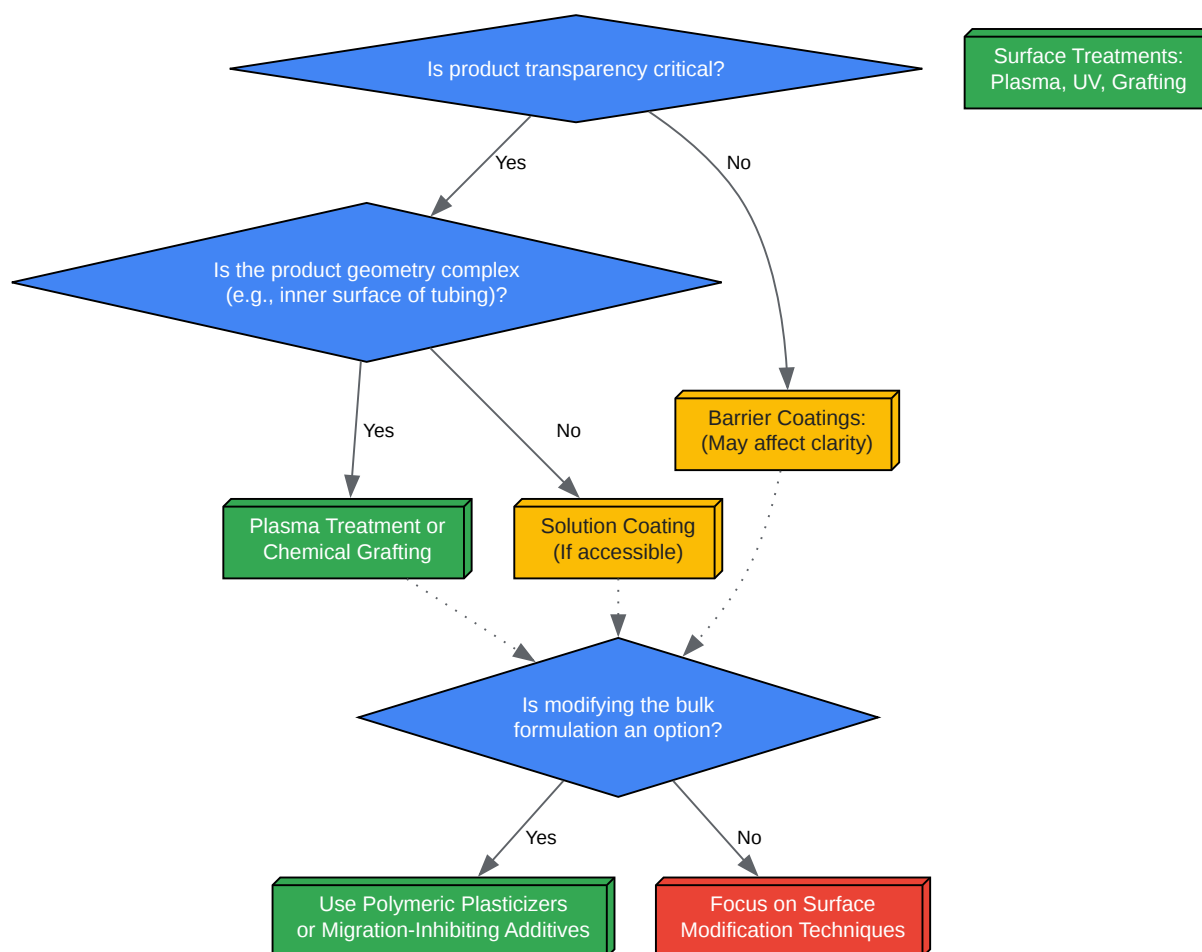 Is product transparency critical?
Surface Treatments:
Plasma, UV, Grafting
Yes
No
Is the product geometry complex
(e.g., inner surface of tubing)?
Barrier Coatings:
(May affect clarity)
Yes
No
Plasma Treatment or
Chemical Grafting
Solution Coating
(If accessible)
Is modifying the bulk
formulation an option?
Yes
No
Use Polymeric Plasticizers
or Migration-Inhibiting Additives
Focus on Surface
Modification Techniques